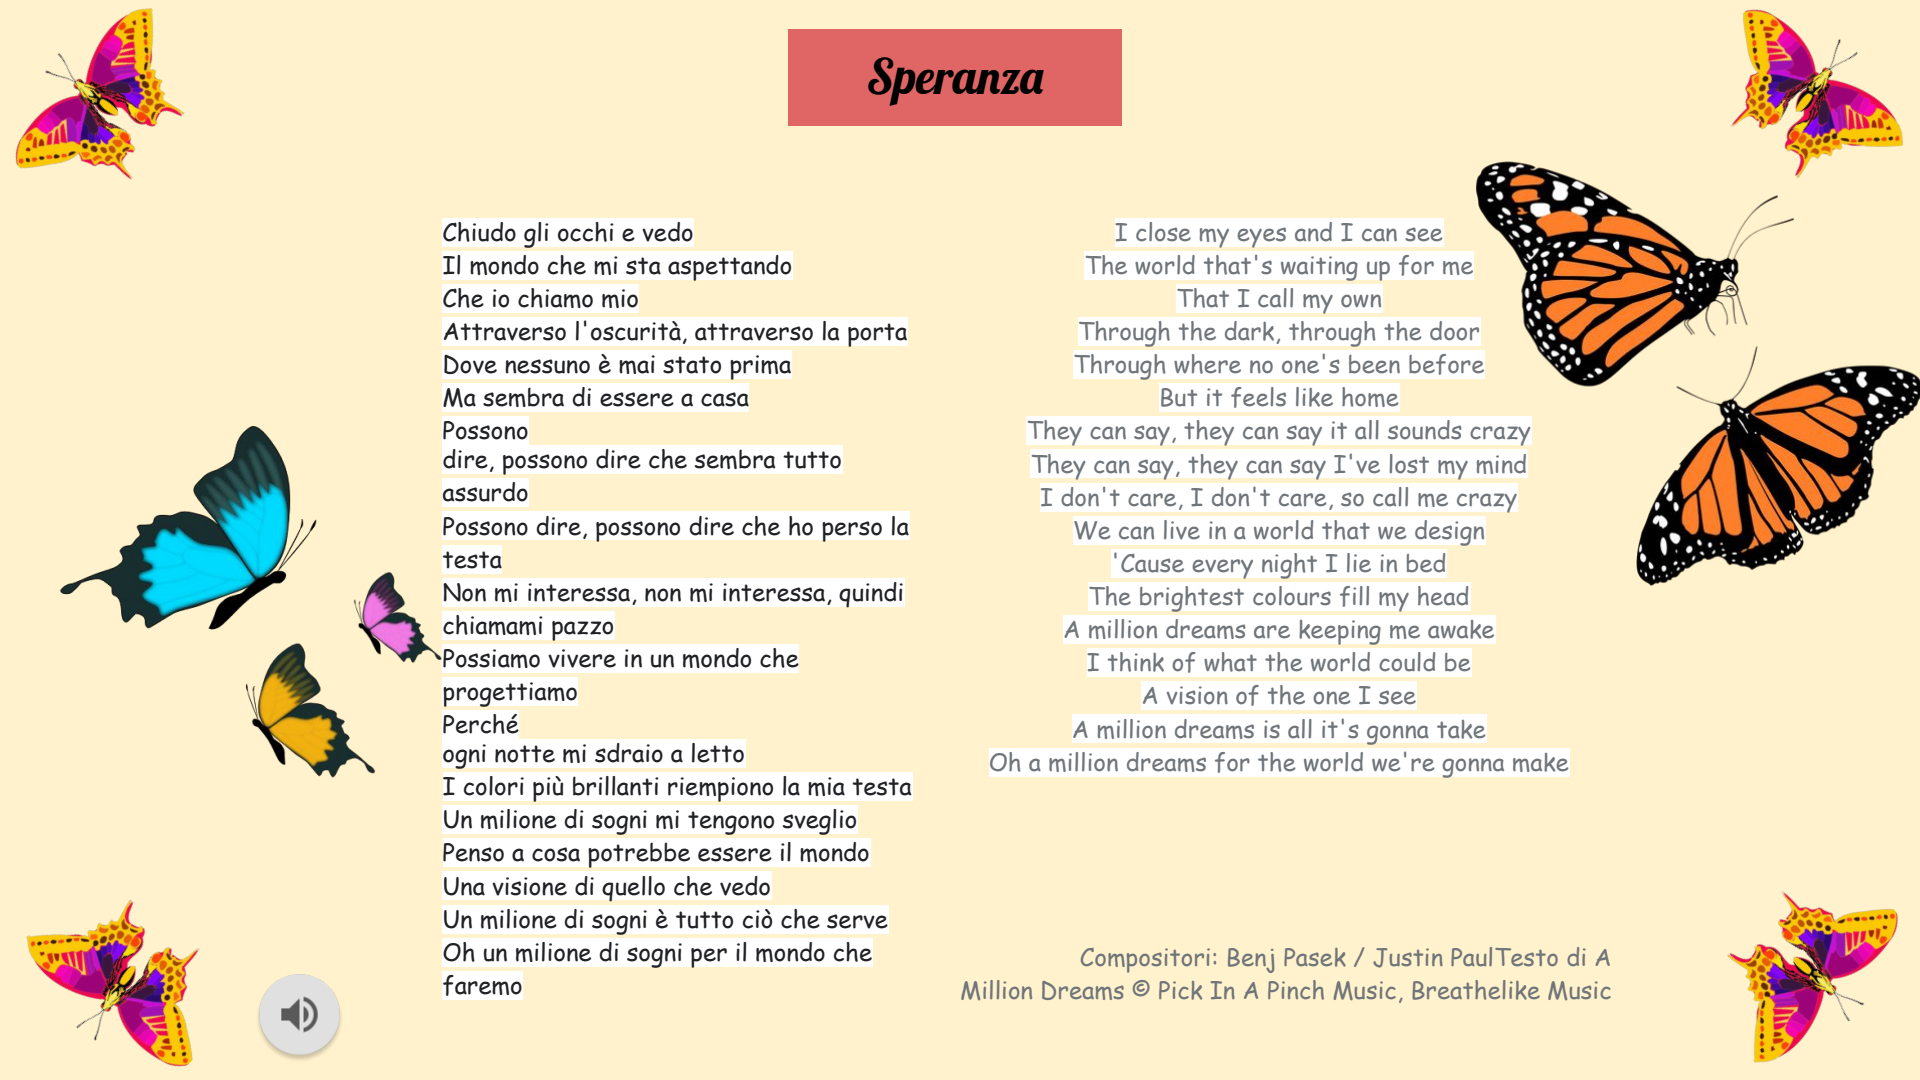 Speranza
Chiudo gli occhi e vedo
Il mondo che mi sta aspettando
Che io chiamo mio
Attraverso l'oscurità, attraverso la porta
Dove nessuno è mai stato prima
Ma sembra di essere a casa
Possono
dire, possono dire che sembra tutto
assurdo
Possono dire, possono dire che ho perso la
testa
Non mi interessa, non mi interessa, quindi
chiamami pazzo
Possiamo vivere in un mondo che
progettiamo
Perché
ogni notte mi sdraio a letto
I colori più brillanti riempiono la mia testa
Un milione di sogni mi tengono sveglio
Penso a cosa potrebbe essere il mondo
Una visione di quello che vedo
Un milione di sogni è tutto ciò che serve
Oh un milione di sogni per il mondo che
faremo
I close my eyes and I can see
The world that's waiting up for me
That I call my own
Through the dark, through the door
Through where no one's been before
But it feels like home
They can say, they can say it all sounds crazy
They can say, they can say I've lost my mind
I don't care, I don't care, so call me crazy
We can live in a world that we design
'Cause every night I lie in bed
The brightest colours fill my head
A million dreams are keeping me awake
I think of what the world could be
A vision of the one I see
A million dreams is all it's gonna take
Oh a million dreams for the world we're gonna make
Compositori: Benj Pasek / Justin PaulTesto di A
Million Dreams © Pick In A Pinch Music, Breathelike Music